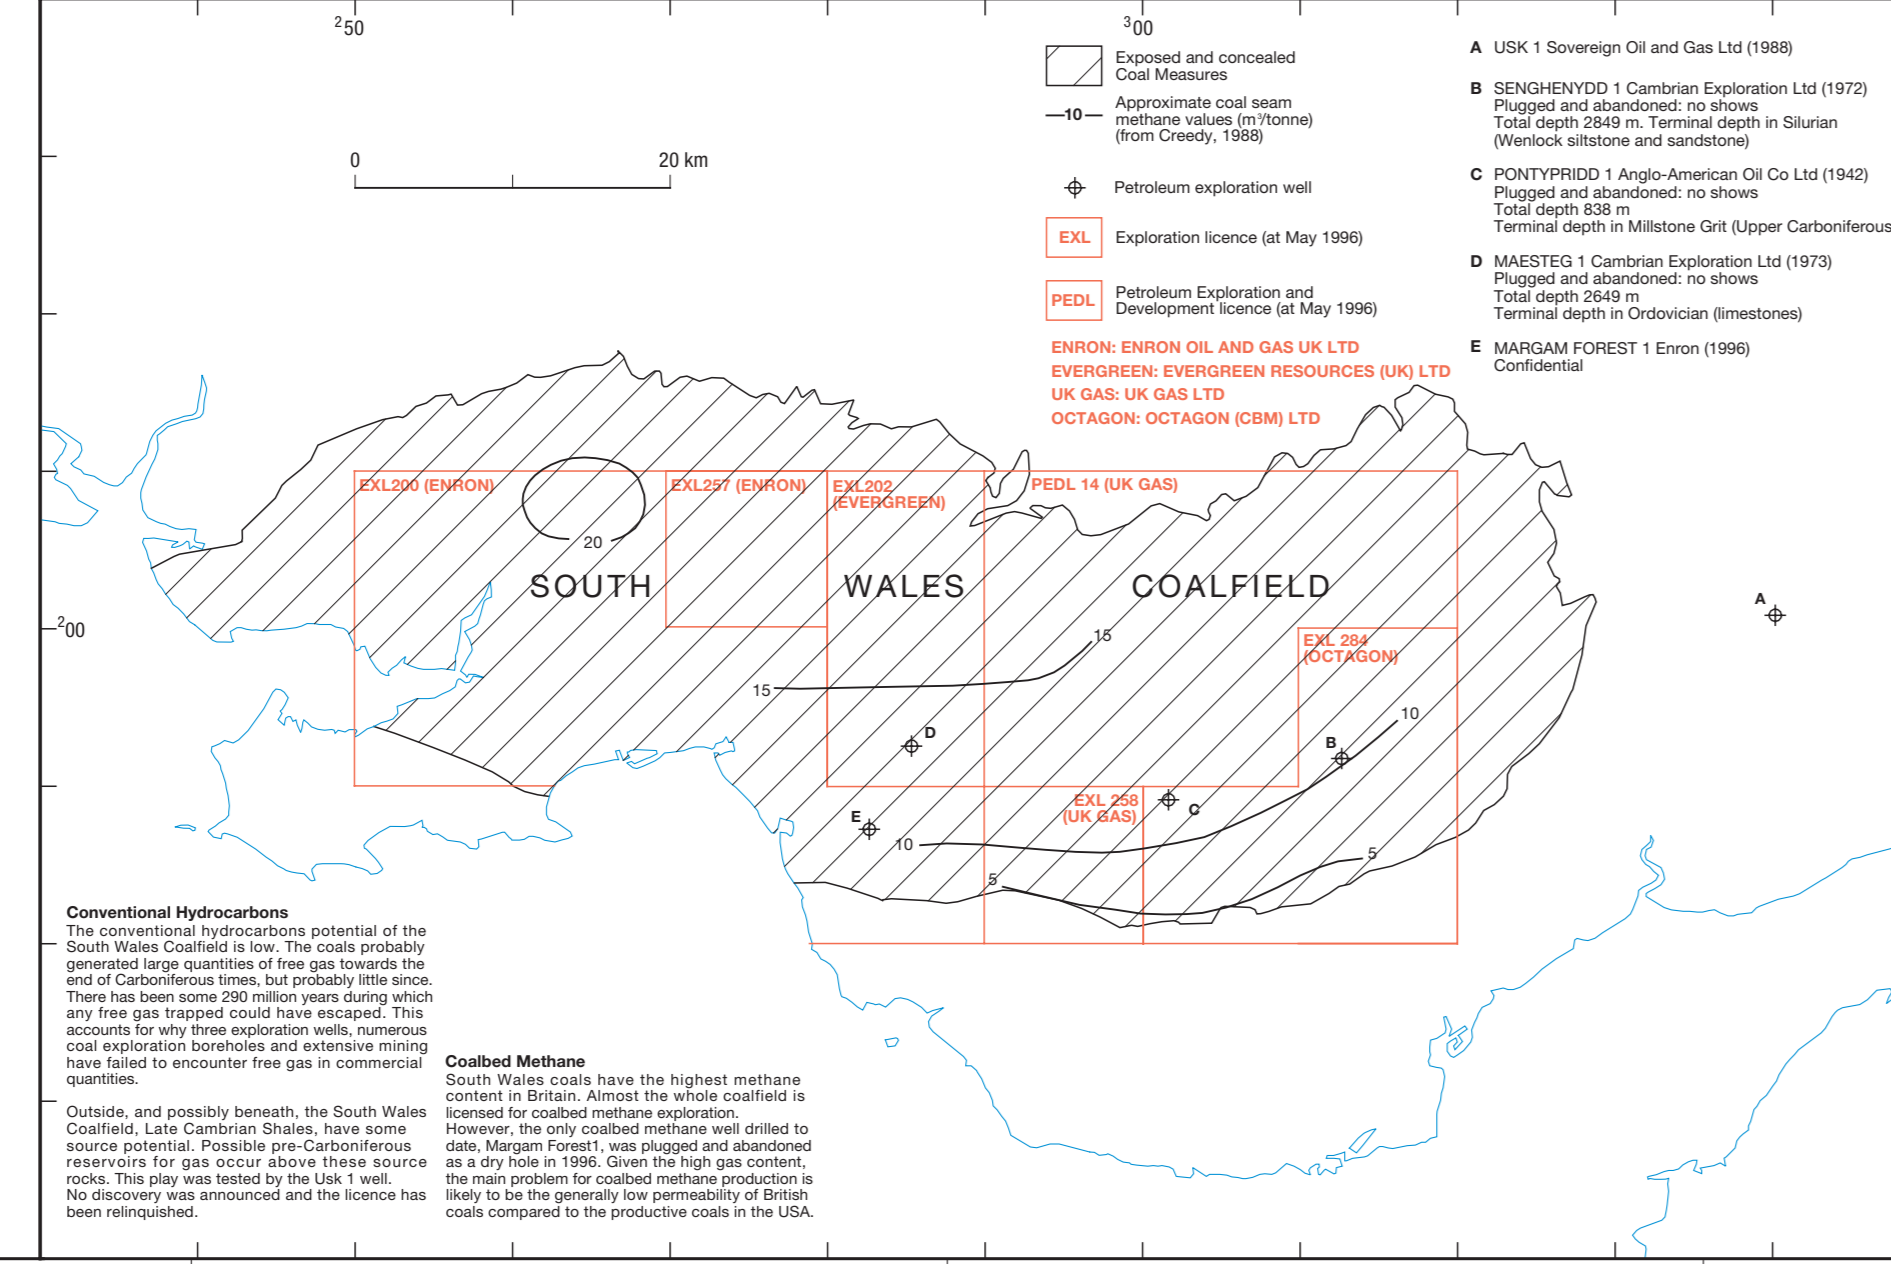 250
300
Exposed and concealed
Coal Measures
10
Approximate coal seam
methane values (m³/tonne)
(from Creedy, 1988)
0
20 km
Petroleum exploration well
EXL
Exploration licence (at May 1996)
PEDL
Petroleum Exploration and
Development licence (at May 1996)
ENRON: ENRON OIL AND GAS UK LTD
EVERGREEN: EVERGREEN RESOURCES (UK) LTD
UK GAS: UK GAS LTD
OCTAGON: OCTAGON (CBM) LTD
A USK 1 Sovereign Oil and Gas Ltd (1988)
B SENGHENYDD 1 Cambrian Exploration Ltd (1972)
Plugged and abandoned: no shows
Total depth 2849 m. Terminal depth in Silurian
(Wenlock siltstone and sandstone)
C PONTYPRIDD 1 Anglo-American Oil Co Ltd (1942)
Plugged and abandoned: no shows
Total depth 838 m
Terminal depth in Millstone Grit (Upper Carboniferous
D MAESTEG 1 Cambrian Exploration Ltd (1973)
Plugged and abandoned: no shows
Total depth 2649 m
Terminal depth in Ordovician (limestones)
E MARGAM FOREST 1 Enron (1996)
Confidential
EXL200 (ENRON)
EXL257 (ENRON)
EXL202
(EVERGREEN)
PEDL 14 (UK GAS)
20
SOUTH WALES COALFIELD
200
A
15
EXL 284
(OCTAGON)
15
10
D
B
EXL 258
(UK GAS)
C
E
10
5
5
Conventional Hydrocarbons
The conventional hydrocarbons potential of the
South Wales Coalfield is low. The coals probably
generated large quantities of free gas towards the
end of Carboniferous times, but probably little since.
There has been some 290 million years during which
any free gas trapped could have escaped. This
accounts for why three exploration wells, numerous
coal exploration boreholes and extensive mining
have failed to encounter free gas in commercial
quantities.
Outside, and possibly beneath, the South Wales
Coalfield, Late Cambrian Shales, have some
source potential. Possible pre-Carboniferous
reservoirs for gas occur above these source
rocks. This play was tested by the Usk 1 well.
No discovery was announced and the licence has
been relinquished.
Coalbed Methane
South Wales coals have the highest methane
content in Britain. Almost the whole coalfield is
licensed for coalbed methane exploration.
However, the only coalbed methane well drilled to
date, Margam Forest1, was plugged and abandoned
as a dry hole in 1996. Given the high gas content,
the main problem for coalbed methane production is
likely to be the generally low permeability of British
coals compared to the productive coals in the USA.